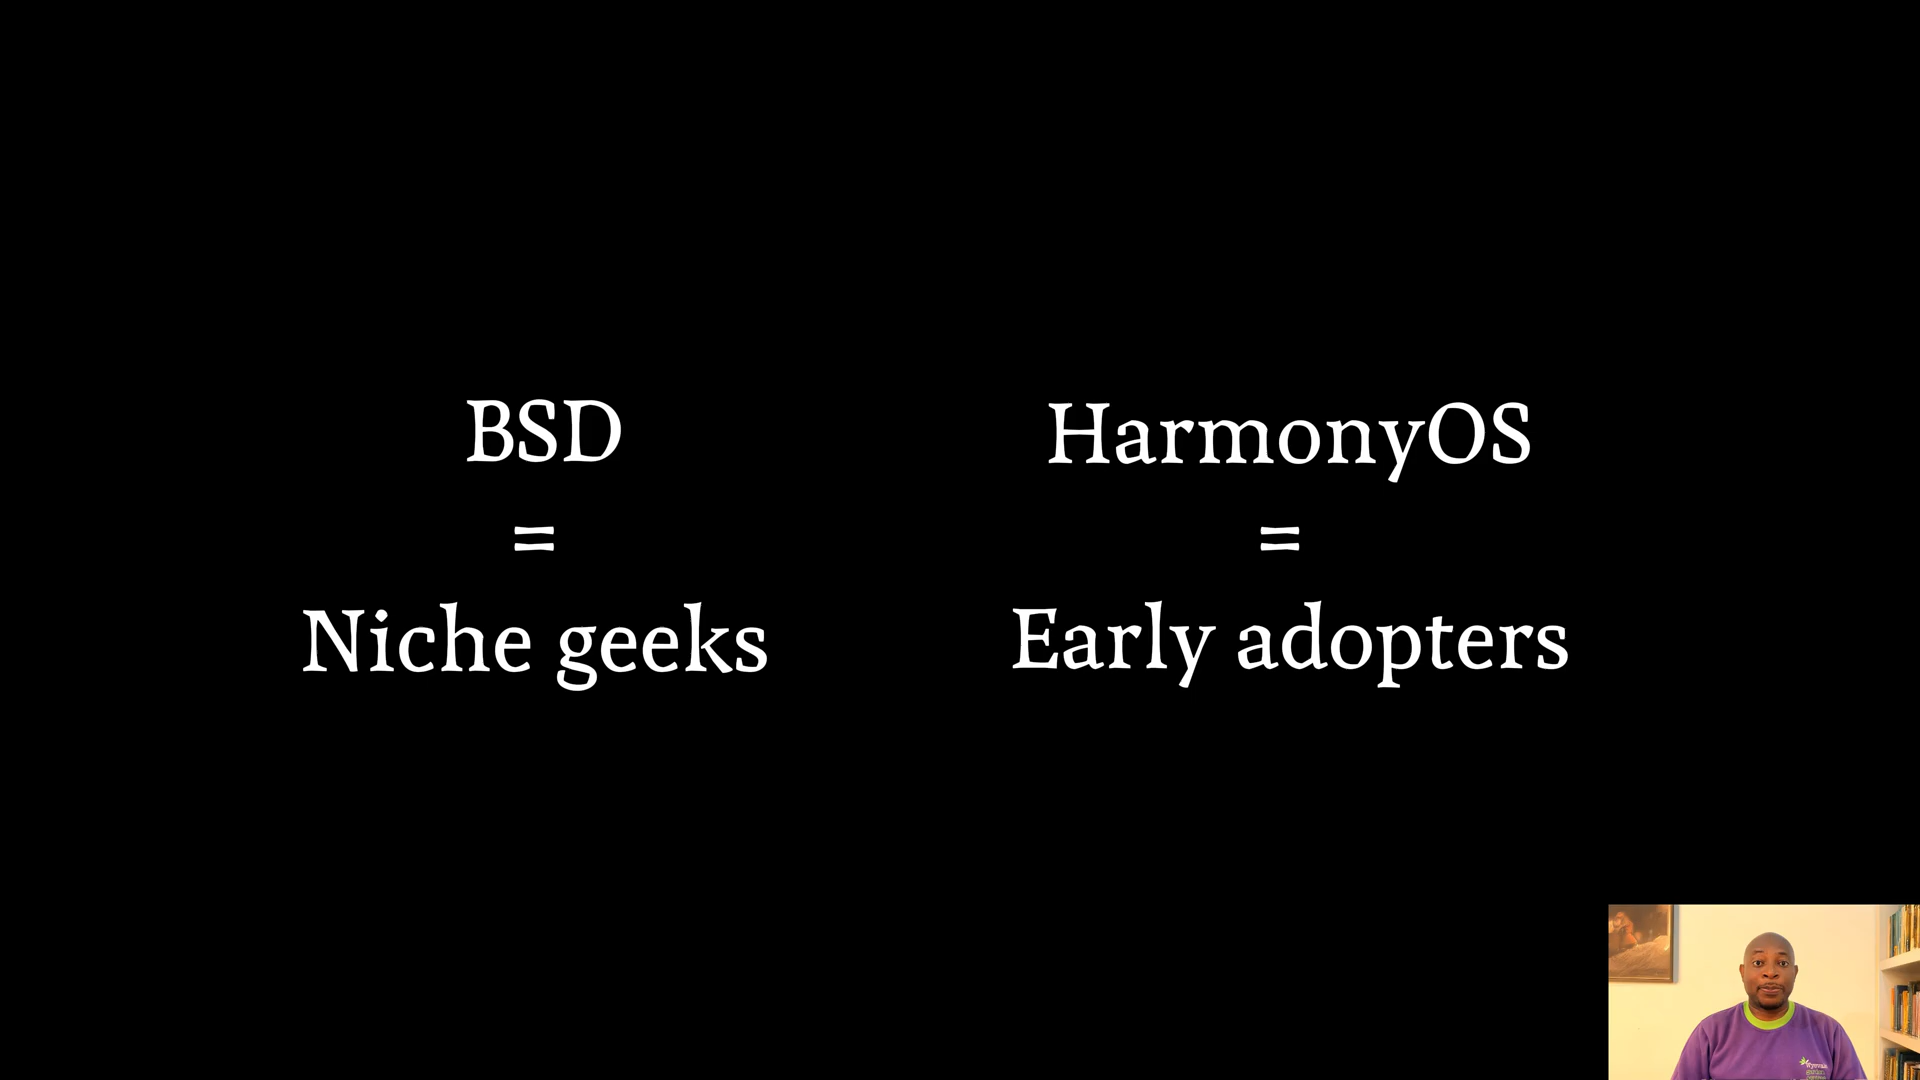 BSD
=
Niche geeks
HarmonyOS
=
Early adopters